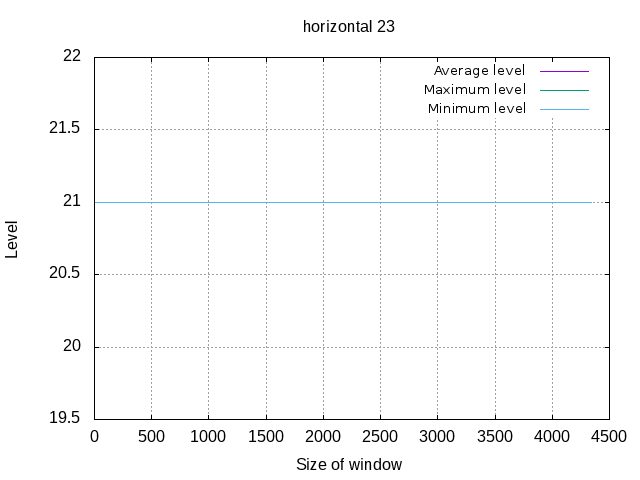 horizontal 23
22
21.5
21
20.5
20
19.5
Level
Average level
Maximum level
Minimum level
0 500 1000 1500 2000 2500 3000 3500 4000 4500
Size of window